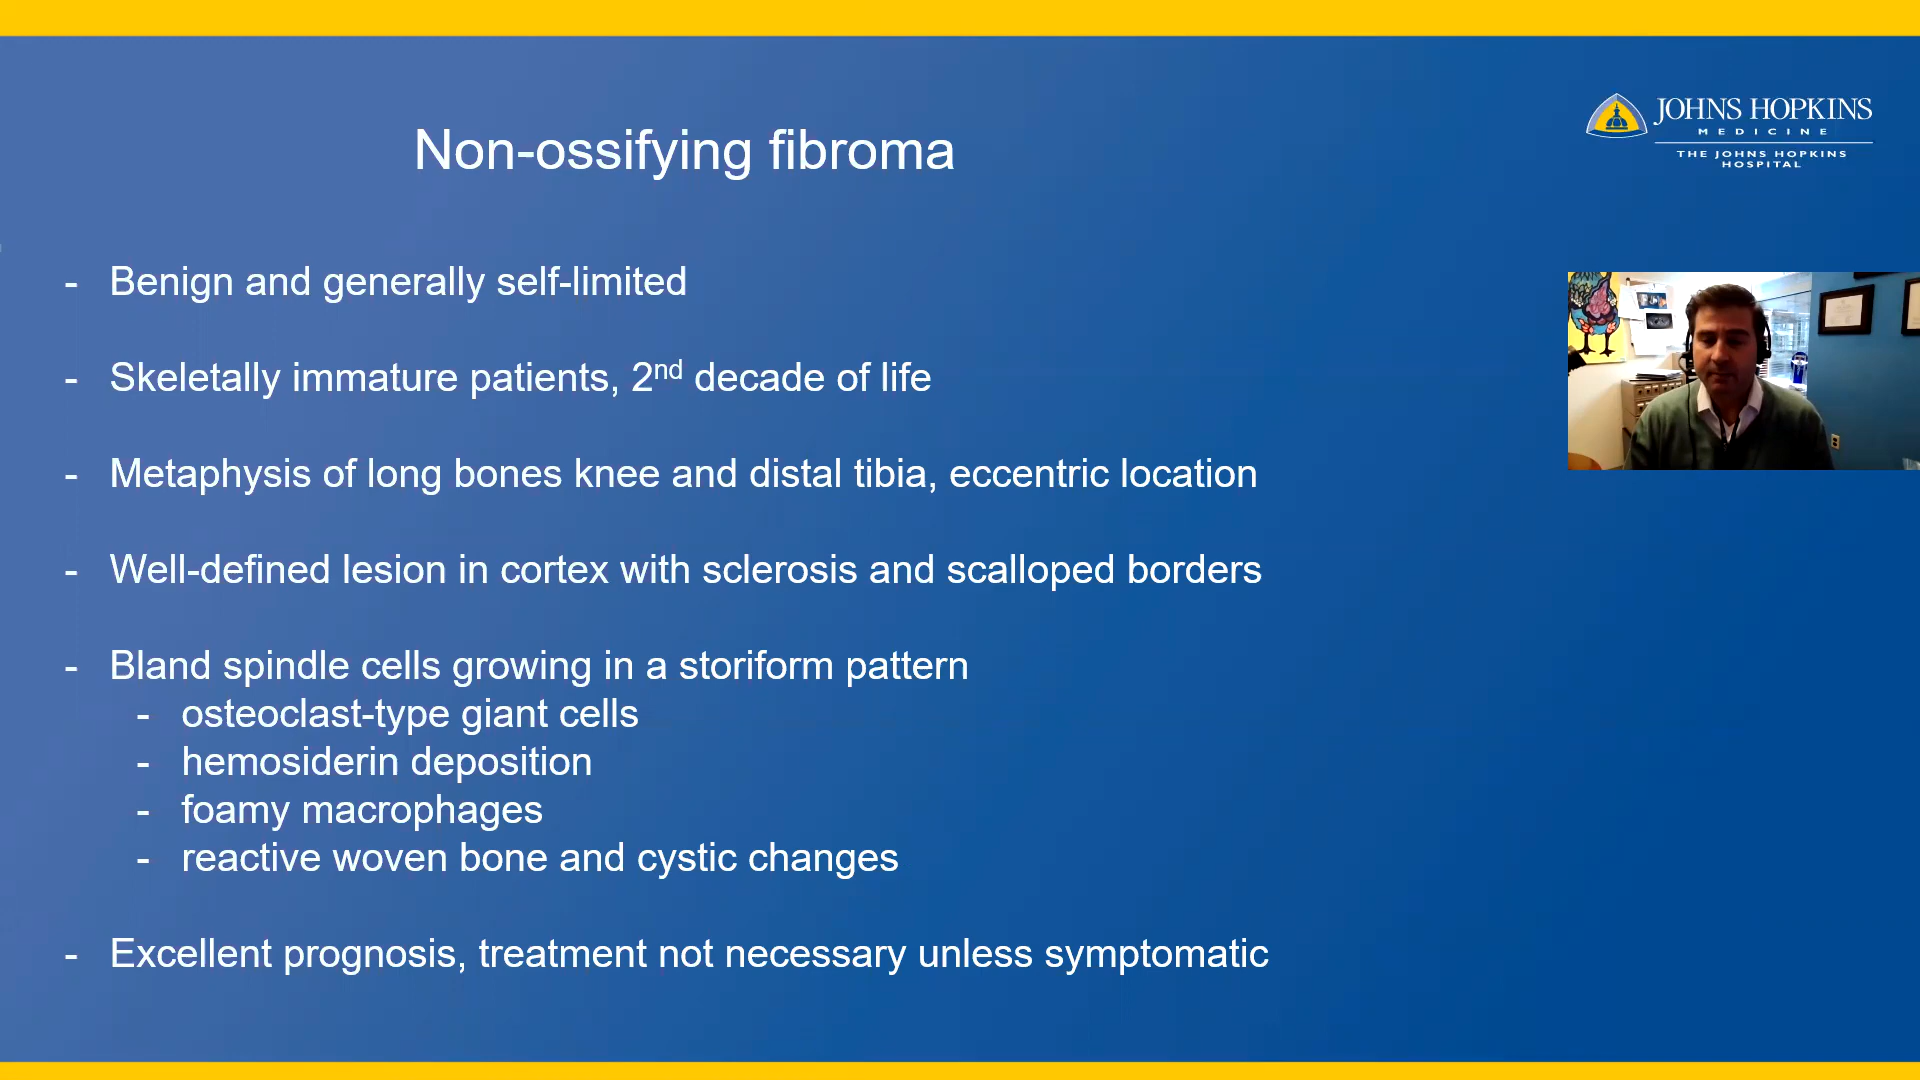 JOHNS HOPKINS
MEDICINE
THE JOHNS HOPKINS
HOSPITAL
Non-ossifying fibroma
- Benign and generally self-limited
- Skeletally immature patients, 2nd decade of life
- Metaphysis of long bones knee and distal tibia, eccentric location
- Well-defined lesion in cortex with sclerosis and scalloped borders
- Bland spindle cells growing in a storiform pattern
- osteoclast-type giant cells
- hemosiderin deposition
- foamy macrophages
- reactive woven bone and cystic changes
- Excellent prognosis, treatment not necessary unless symptomatic